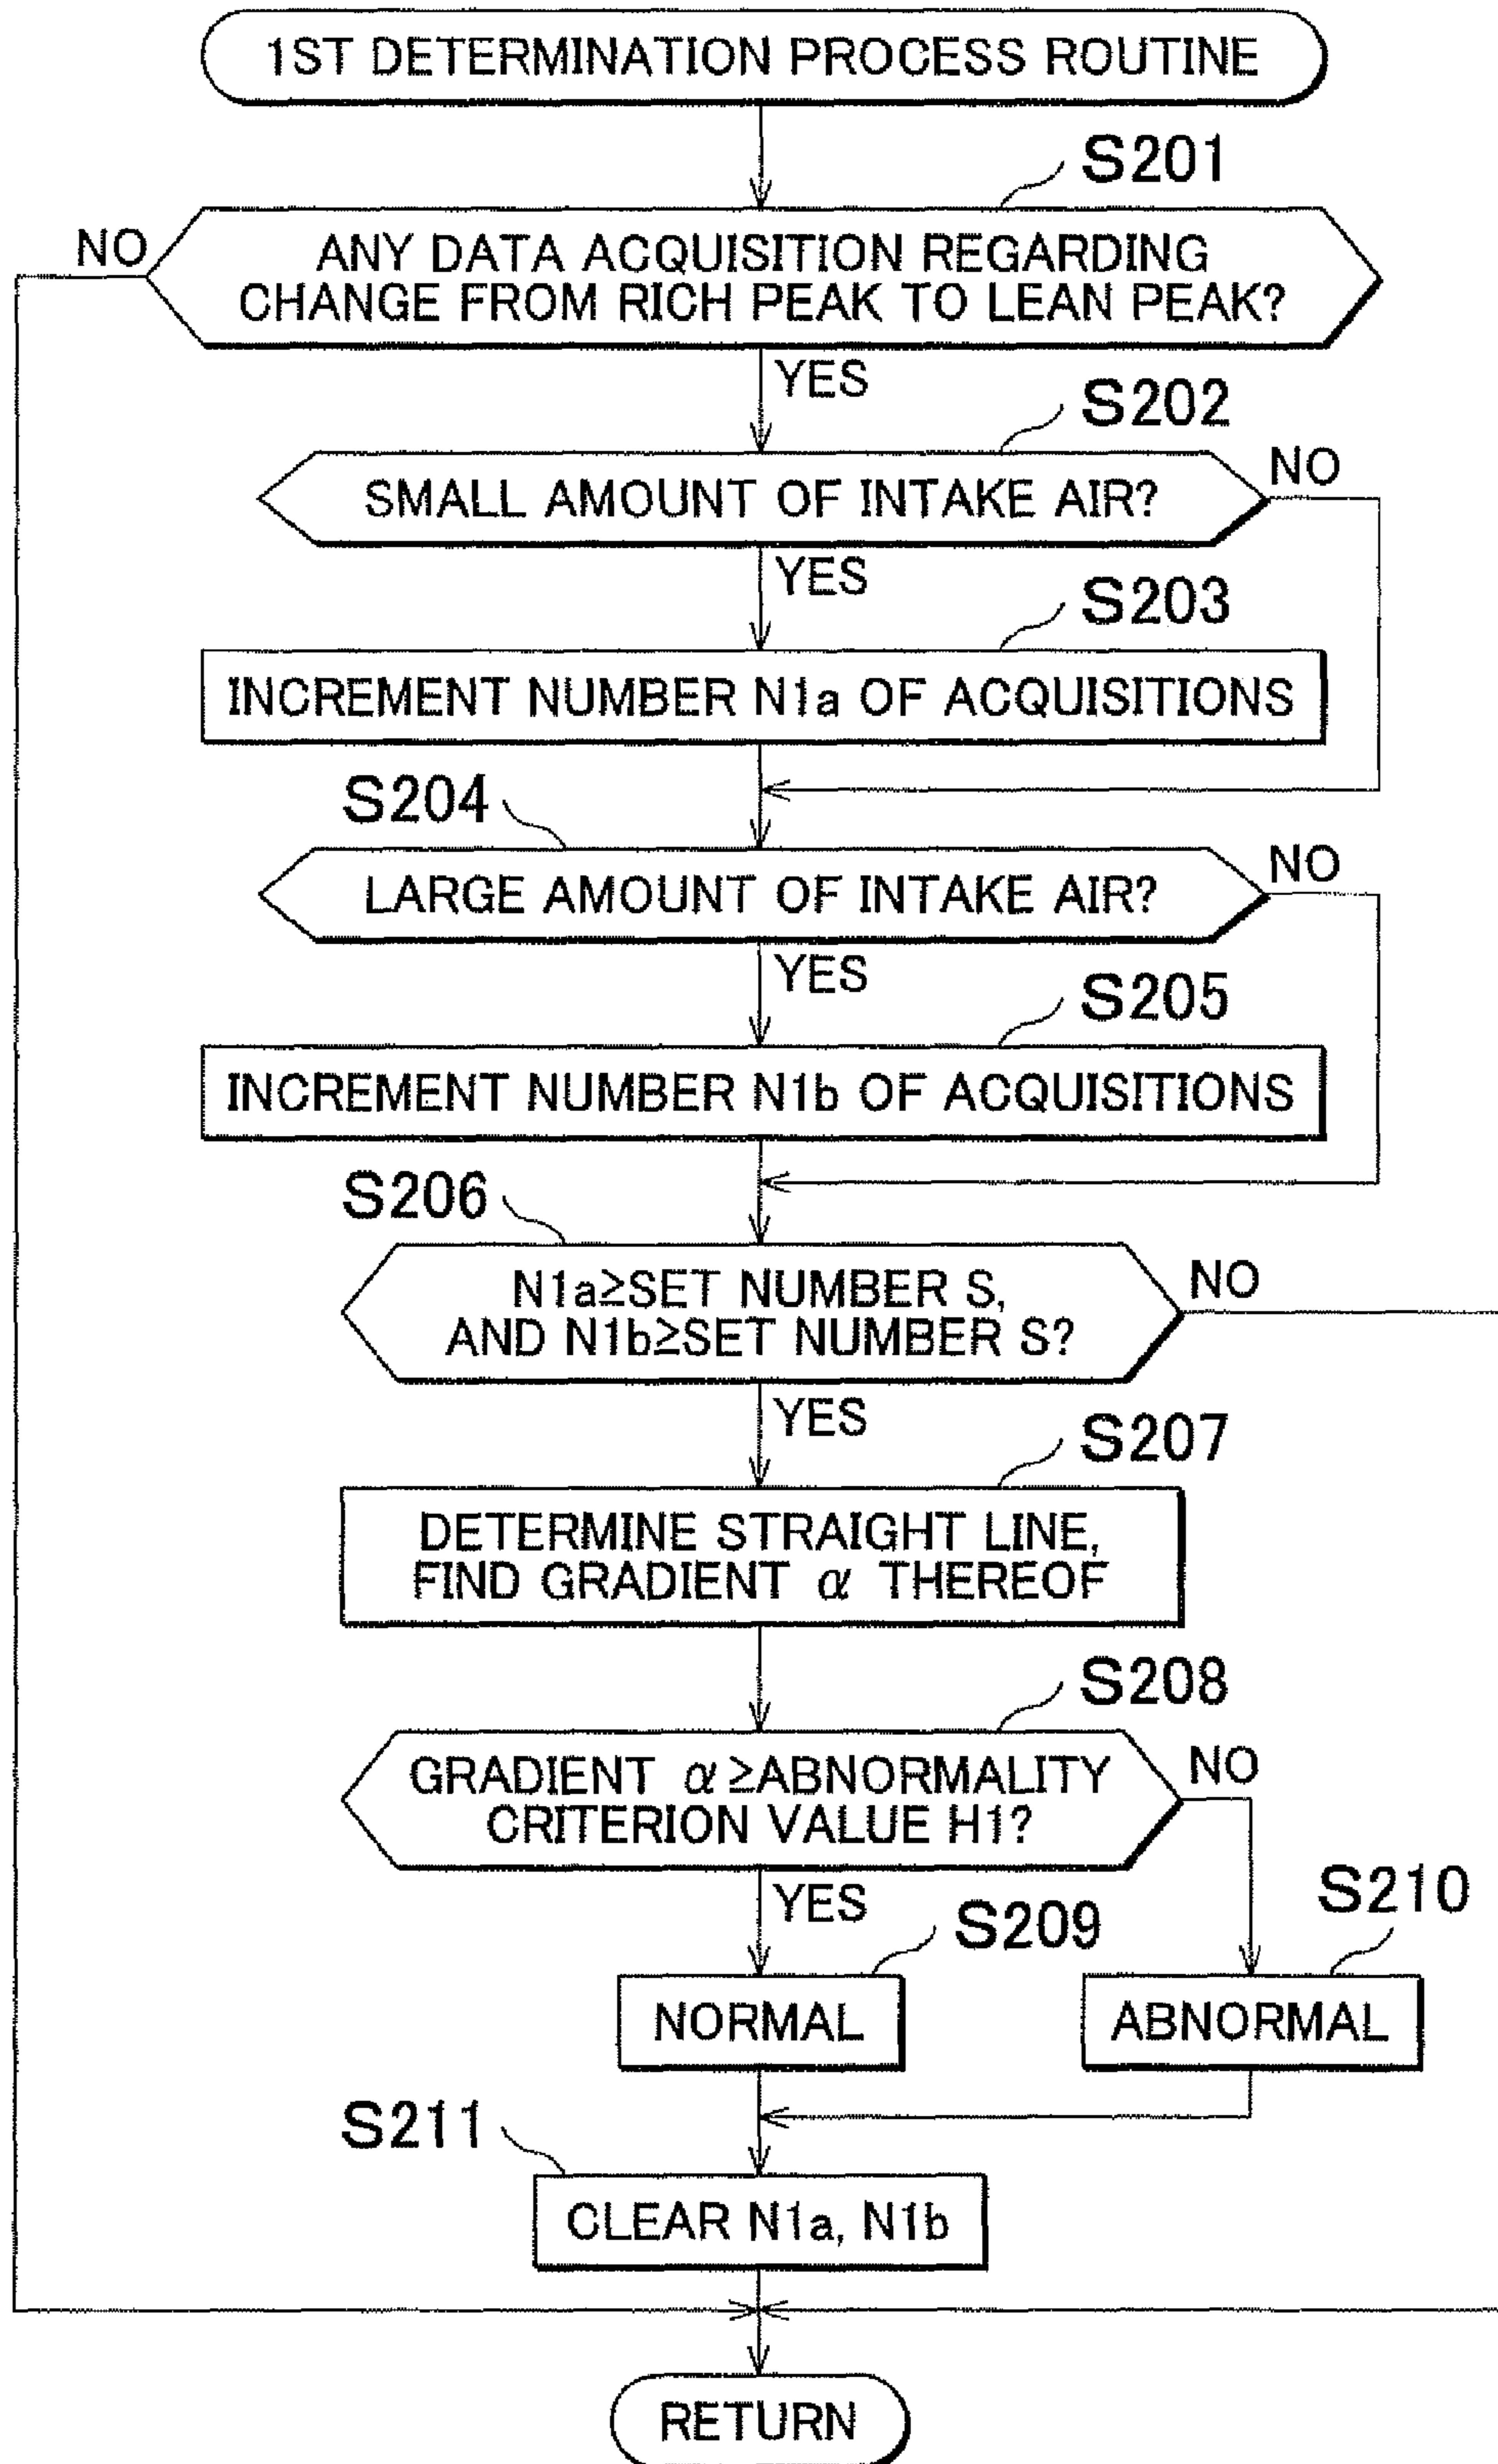 1ST DETERMINATION PROCESS ROUTINE
S201
NO
ANY DATA ACQUISITION REGARDING
CHANGE FROM RICH PEAK TO LEAN PEAK?
YES
S202
NO
SMALL AMOUNT OF INTAKE AIR?
YES
S203
INCREMENT NUMBER N1a OF ACQUISITIONS
S204
NO
LARGE AMOUNT OF INTAKE AIR?
YES
S205
INCREMENT NUMBER N1b OF ACQUISITIONS
S206
NO
N1a≥SET NUMBER S,
AND N1b≥SET NUMBER S?
YES
S207
DETERMINE STRAIGHT LINE,
FIND GRADIENT α THEREOF
S208
NO
GRADIENT α≥ABNORMALITY
CRITERION VALUE H1?
YES
S209
S210
NORMAL
ABNORMAL
S211
CLEAR N1a, N1b
RETURN